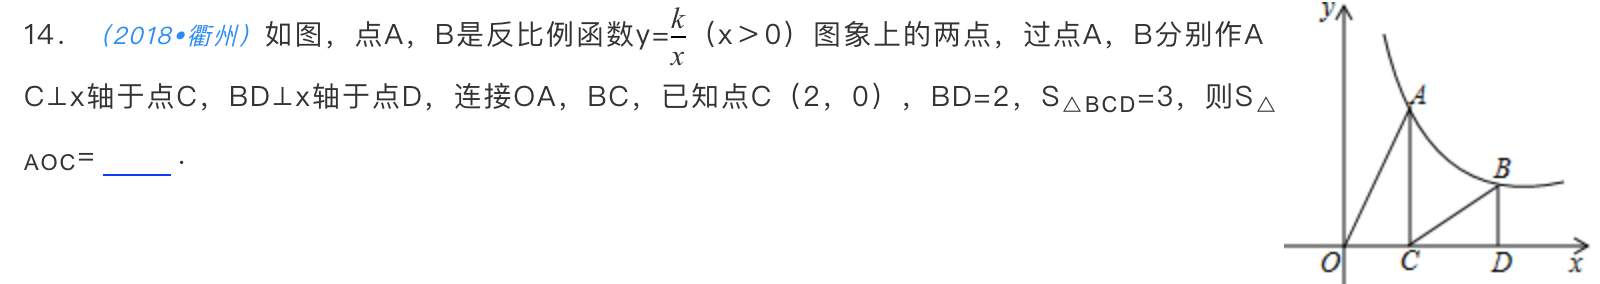 14. （2018•衢州）如图，点A，B是反比例函数y=k/x（x＞0）图象上的两点，过点A，B分别作A
C⊥x轴于点C，BD⊥x轴于点D，连接OA，BC，已知点C（2，0），BD=2，S△BCD=3，则S△
AOC=____.
y
A
B
O
C
D
x